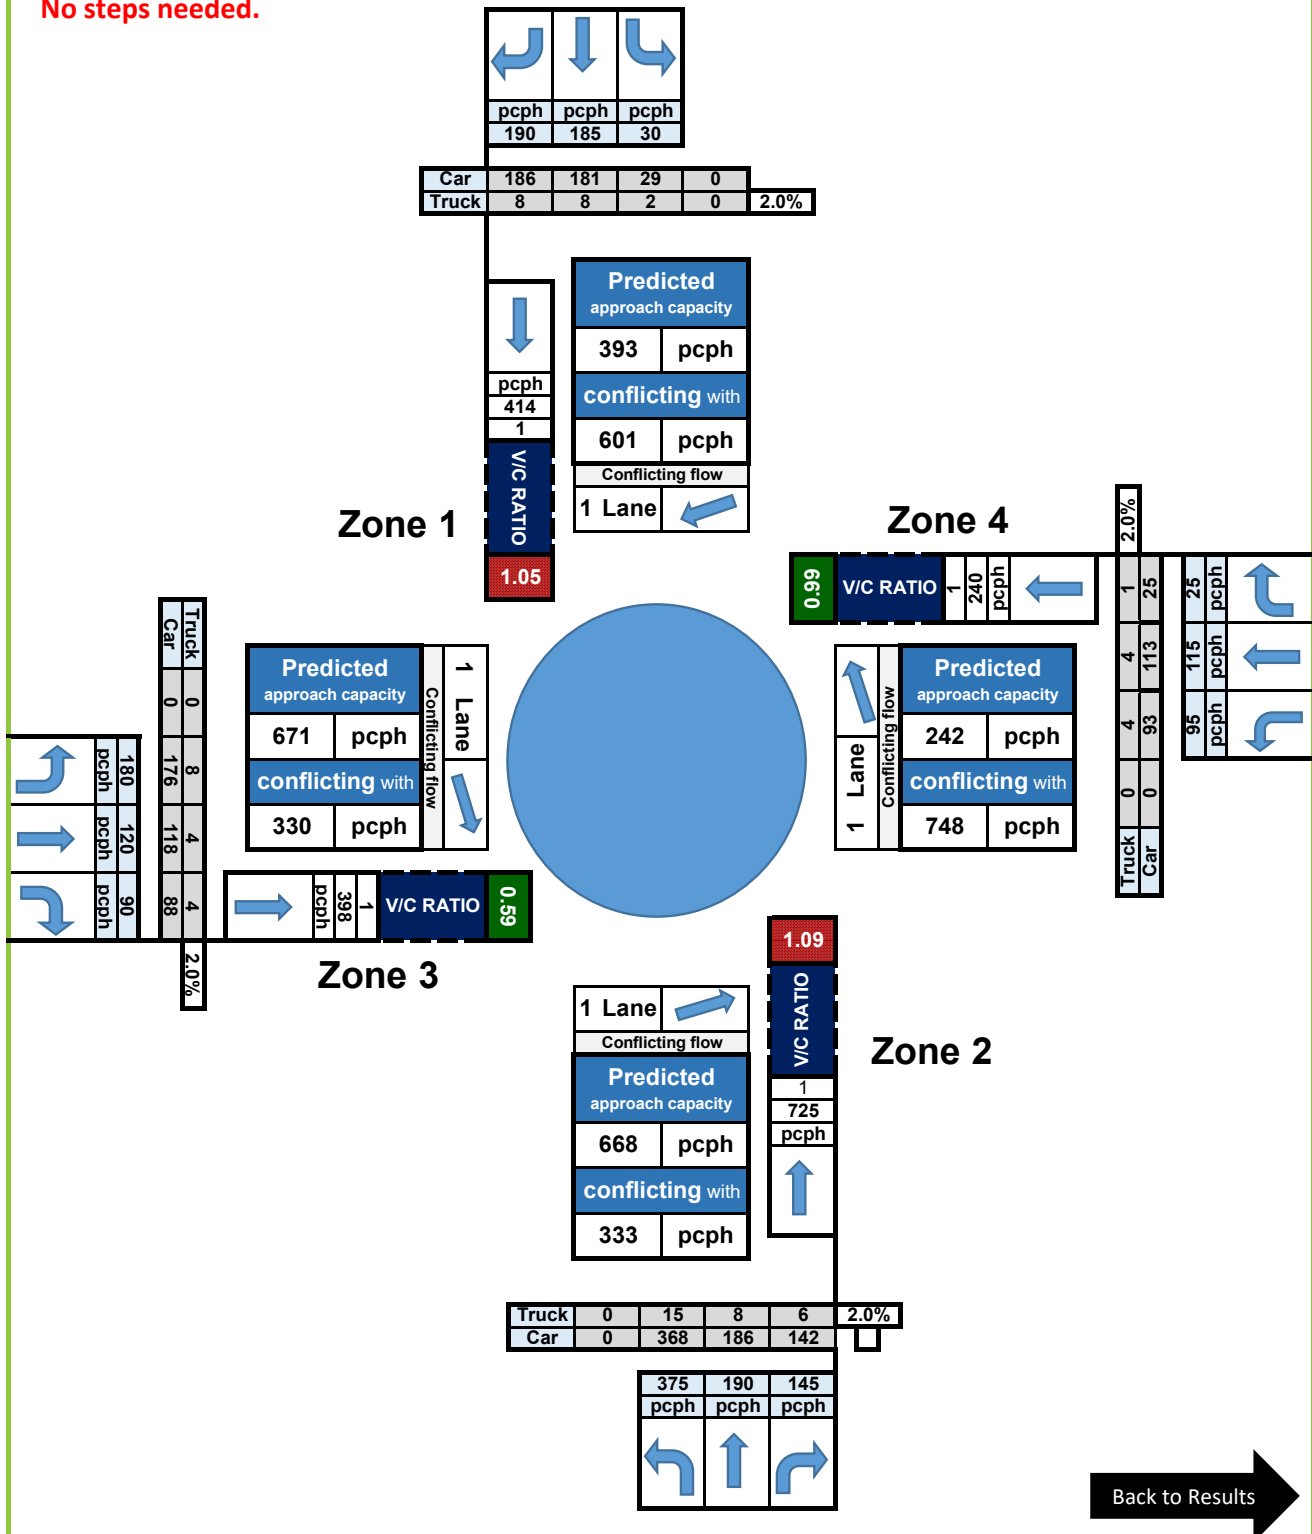 No steps needed.
pcph pcph pcph
190 185 30
Car 186 181 29 0
Truck 8 8 2 0 2.0%
Predicted
approach capacity
393 pcph
conflicting with
601 pcph
Conflicting flow
1 Lane
pcph
414
1
V/C RATIO
1.05
Zone 1
Zone 4
0.99 V/C RATIO 1 240 pcph
2.0%
1 4 4 0 Truck
25 113 93 0 Car
25 115 95
pcph pcph pcph
Predicted
approach capacity
242 pcph
conflicting with
748 pcph
Conflicting flow
1 Lane
Truck 0 8 4 4 2.0%
Car 0 176 118 88
180 120 90
pcph pcph pcph
Predicted
approach capacity
671 pcph
conflicting with
330 pcph
Conflicting flow
1 Lane
pcph 398 1 V/C RATIO 0.59
Zone 3
1.09
V/C RATIO
1
725
pcph
Zone 2
1 Lane
Conflicting flow
Predicted
approach capacity
668 pcph
conflicting with
333 pcph
Truck 0 15 8 6 2.0%
Car 0 368 186 142
375 190 145
pcph pcph pcph
Back to Results